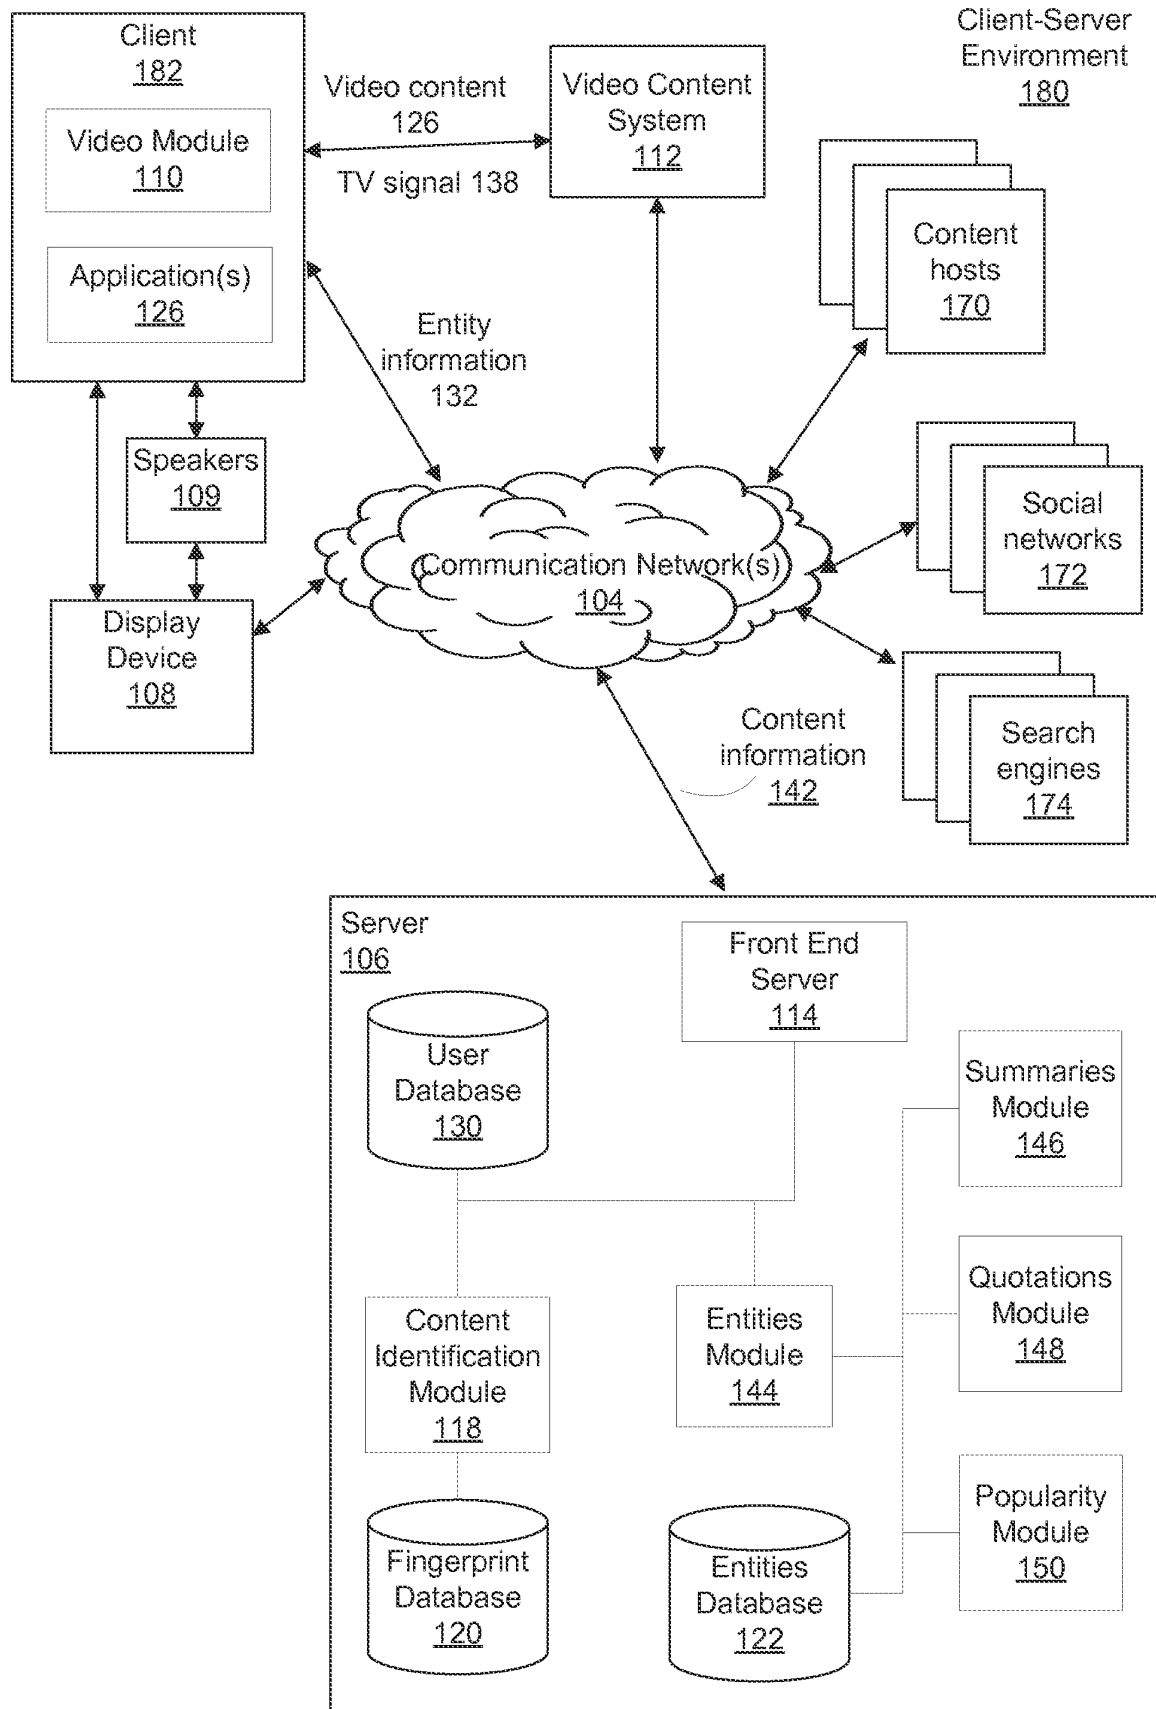 Client
182
Video Module
110
Application(s)
126
Video content
126
TV signal 138
Video Content
System
112
Client-Server
Environment
180
Content
hosts
170
Entity
information
132
Speakers
109
Social
networks
172
Communication Network(s)
104
Display
Device
108
Search
engines
174
Content
information
142
Server
106
Front End
Server
114
User
Database
130
Summaries
Module
146
Quotations
Module
148
Content
Identification
Module
118
Entities
Module
144
Popularity
Module
150
Fingerprint
Database
120
Entities
Database
122